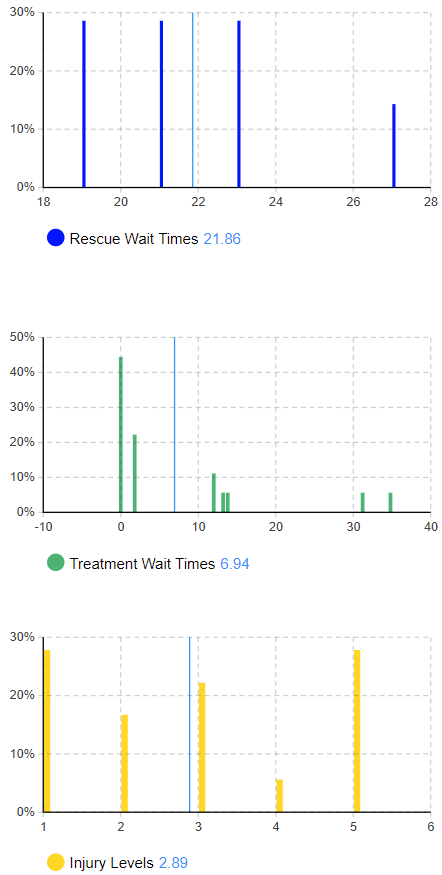 30%
20%
10%
0%
18 20 22 24 26 28
Rescue Wait Times 21.86
50%
40%
30%
20%
10%
0%
-10 0 10 20 30 40
Treatment Wait Times 6.94
30%
20%
10%
0%
1 2 3 4 5 6
Injury Levels 2.89